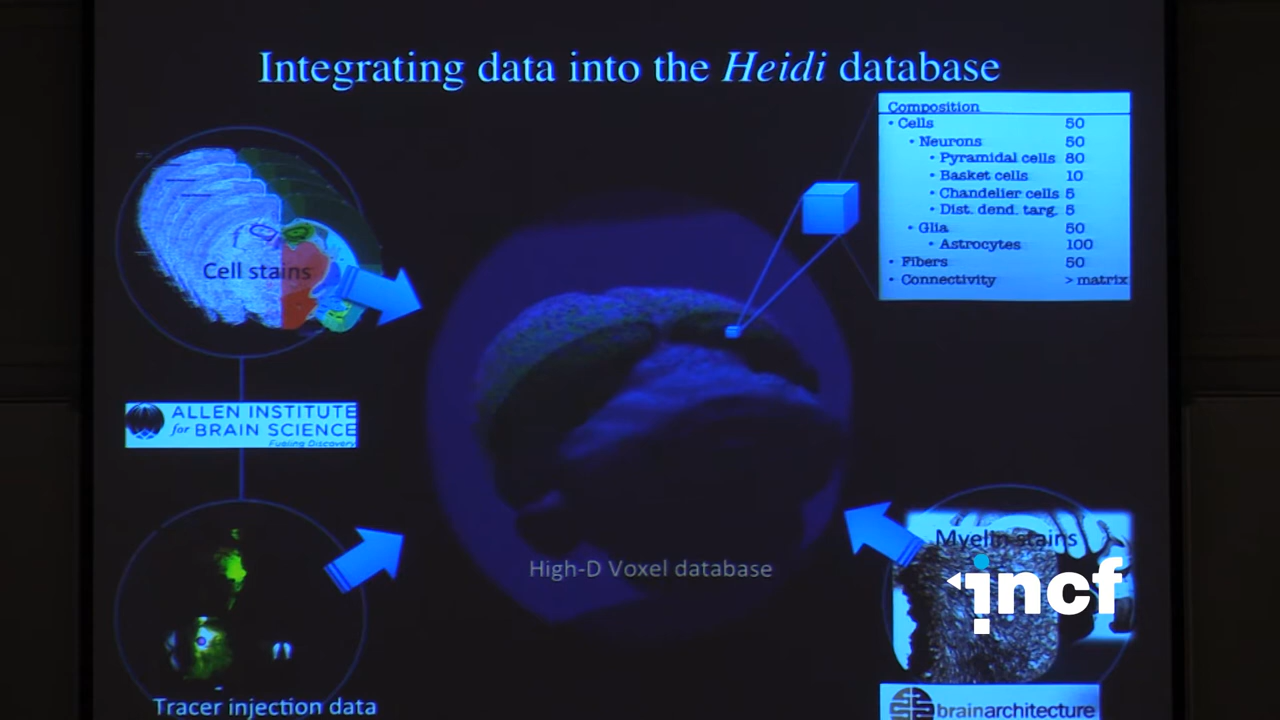 Integrating data into the Heidi database
Composition
• Cells 50
• Neurons 50
• Pyramidal cells 80
• Basket cells 10
• Chandelier cells 5
• Dist. dend. targ. 5
• Glia 50
• Astrocytes 100
• Fibers 50
• Connectivity > matrix
Cell stains
ALLEN INSTITUTE
for BRAIN SCIENCE
Fueling Discovery
High-D Voxel database
Myelin stains
incf
Tracer injection data
brainarchitecture